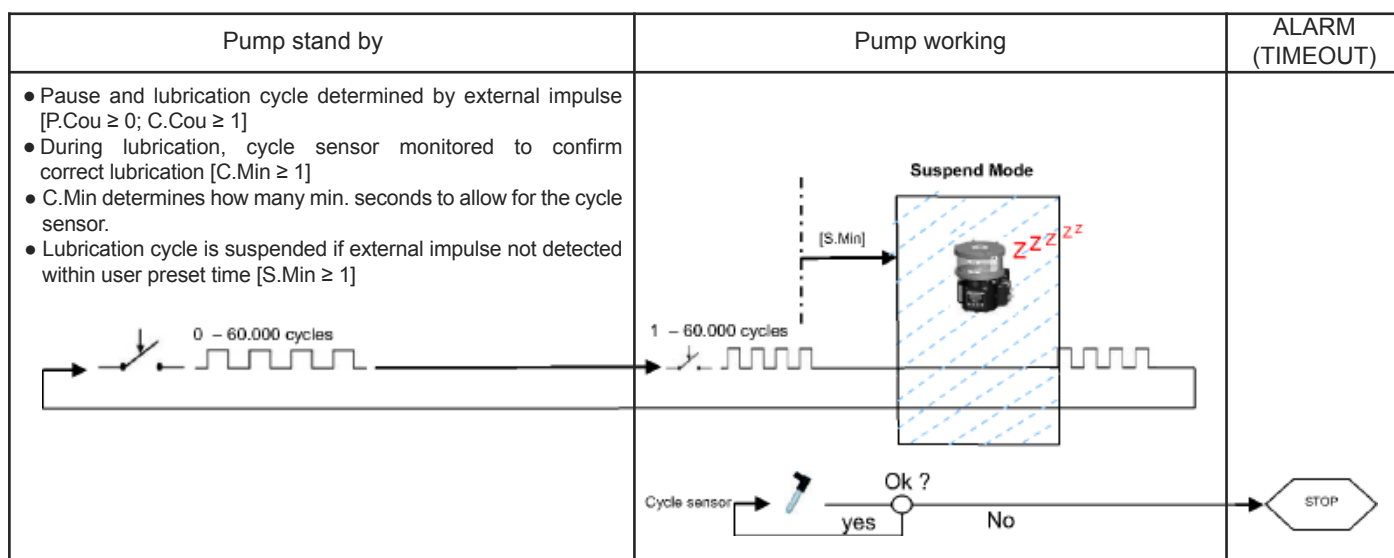 Pump stand by
Pump working
ALARM
(TIMEOUT)
● Pause and lubrication cycle determined by external impulse
[P.Cou ≥ 0; C.Cou ≥ 1]
● During lubrication, cycle sensor monitored to confirm
correct lubrication [C.Min ≥ 1]
● C.Min determines how many min. seconds to allow for the cycle
sensor.
● Lubrication cycle is suspended if external impulse not detected
within user preset time [S.Min ≥ 1]
0 – 60.000 cycles
Suspend Mode
[S.Min]
zzzzz
1 – 60.000 cycles
Cycle sensor
Ok ?
yes
No
STOP